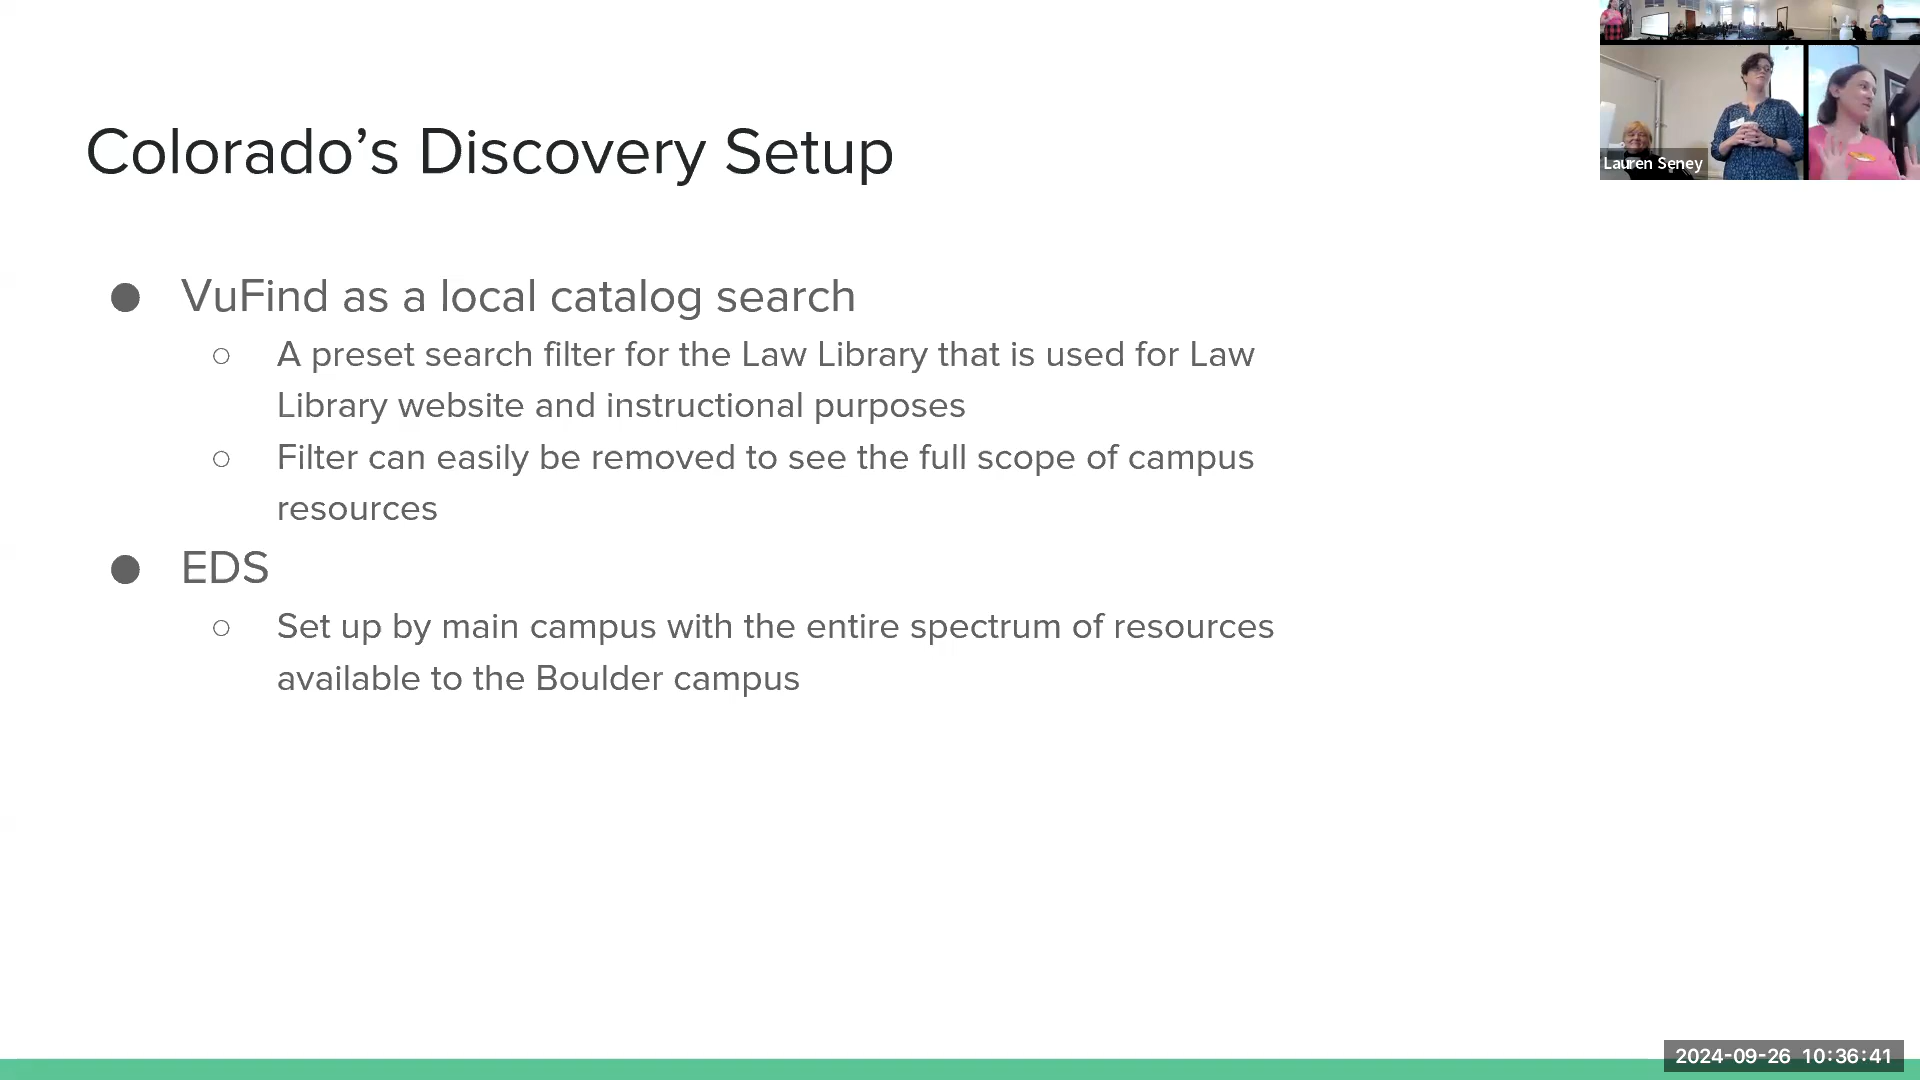 Colorado’s Discovery Setup
● VuFind as a local catalog search
○ A preset search filter for the Law Library that is used for Law
Library website and instructional purposes
○ Filter can easily be removed to see the full scope of campus
resources
● EDS
○ Set up by main campus with the entire spectrum of resources
available to the Boulder campus
Lauren Seney
2024-09-26 10:36:41